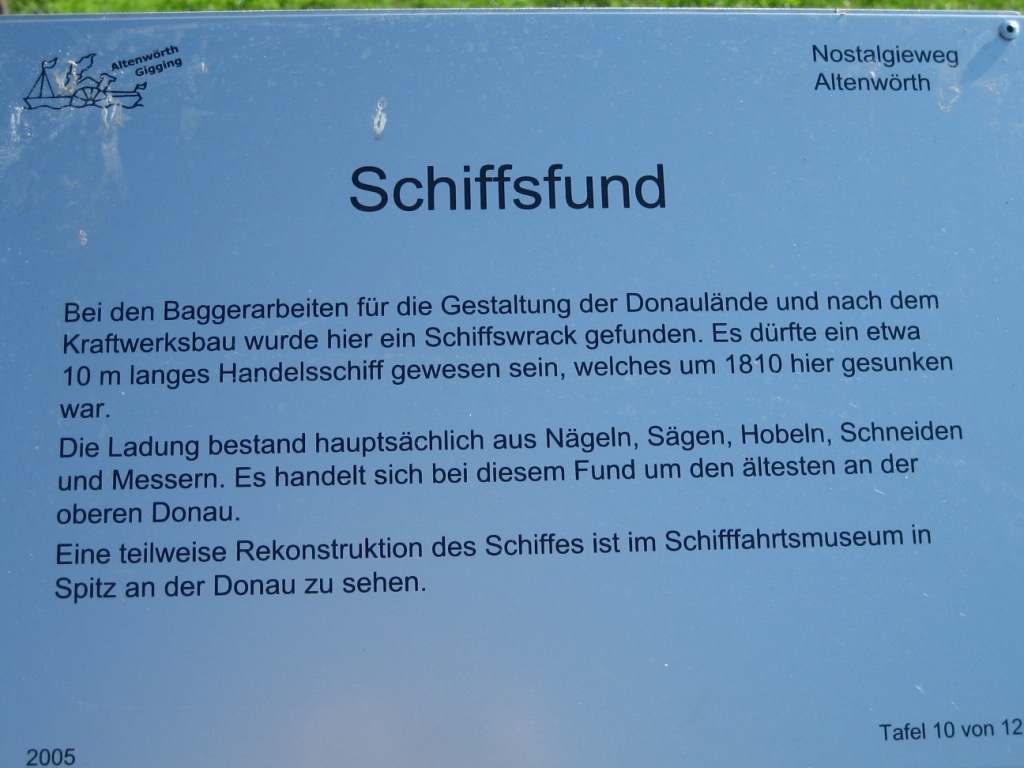 Altenwörth
Gigging
Nostalgieweg
Altenwörth
Schiffsfund
Bei den Baggerarbeiten für die Gestaltung der Donaulände und nach dem
Kraftwerksbau wurde hier ein Schiffswrack gefunden. Es dürfte ein etwa
10 m langes Handelsschiff gewesen sein, welches um 1810 hier gesunken
war.
Die Ladung bestand hauptsächlich aus Nägeln, Sägen, Hobeln, Schneiden
und Messern. Es handelt sich bei diesem Fund um den ältesten an der
oberen Donau.
Eine teilweise Rekonstruktion des Schiffes ist im Schifffahrtsmuseum in
Spitz an der Donau zu sehen.
Tafel 10 von 12
2005